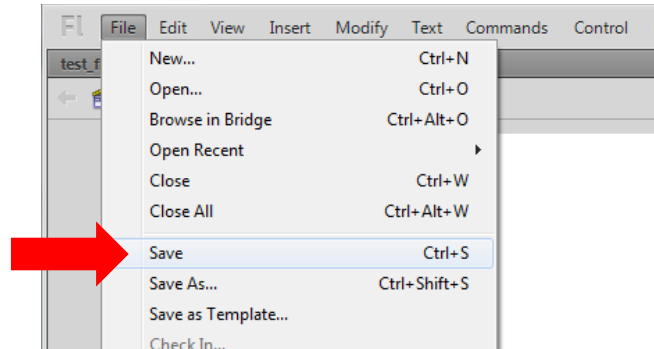 Fl File Edit View Insert Modify Text Commands Control
test_f
New... Ctrl+N
Open... Ctrl+O
Browse in Bridge Ctrl+Alt+O
Open Recent
Close Ctrl+W
Close All Ctrl+Alt+W
Save Ctrl+S
Save As... Ctrl+Shift+S
Save as Template...
Check In...